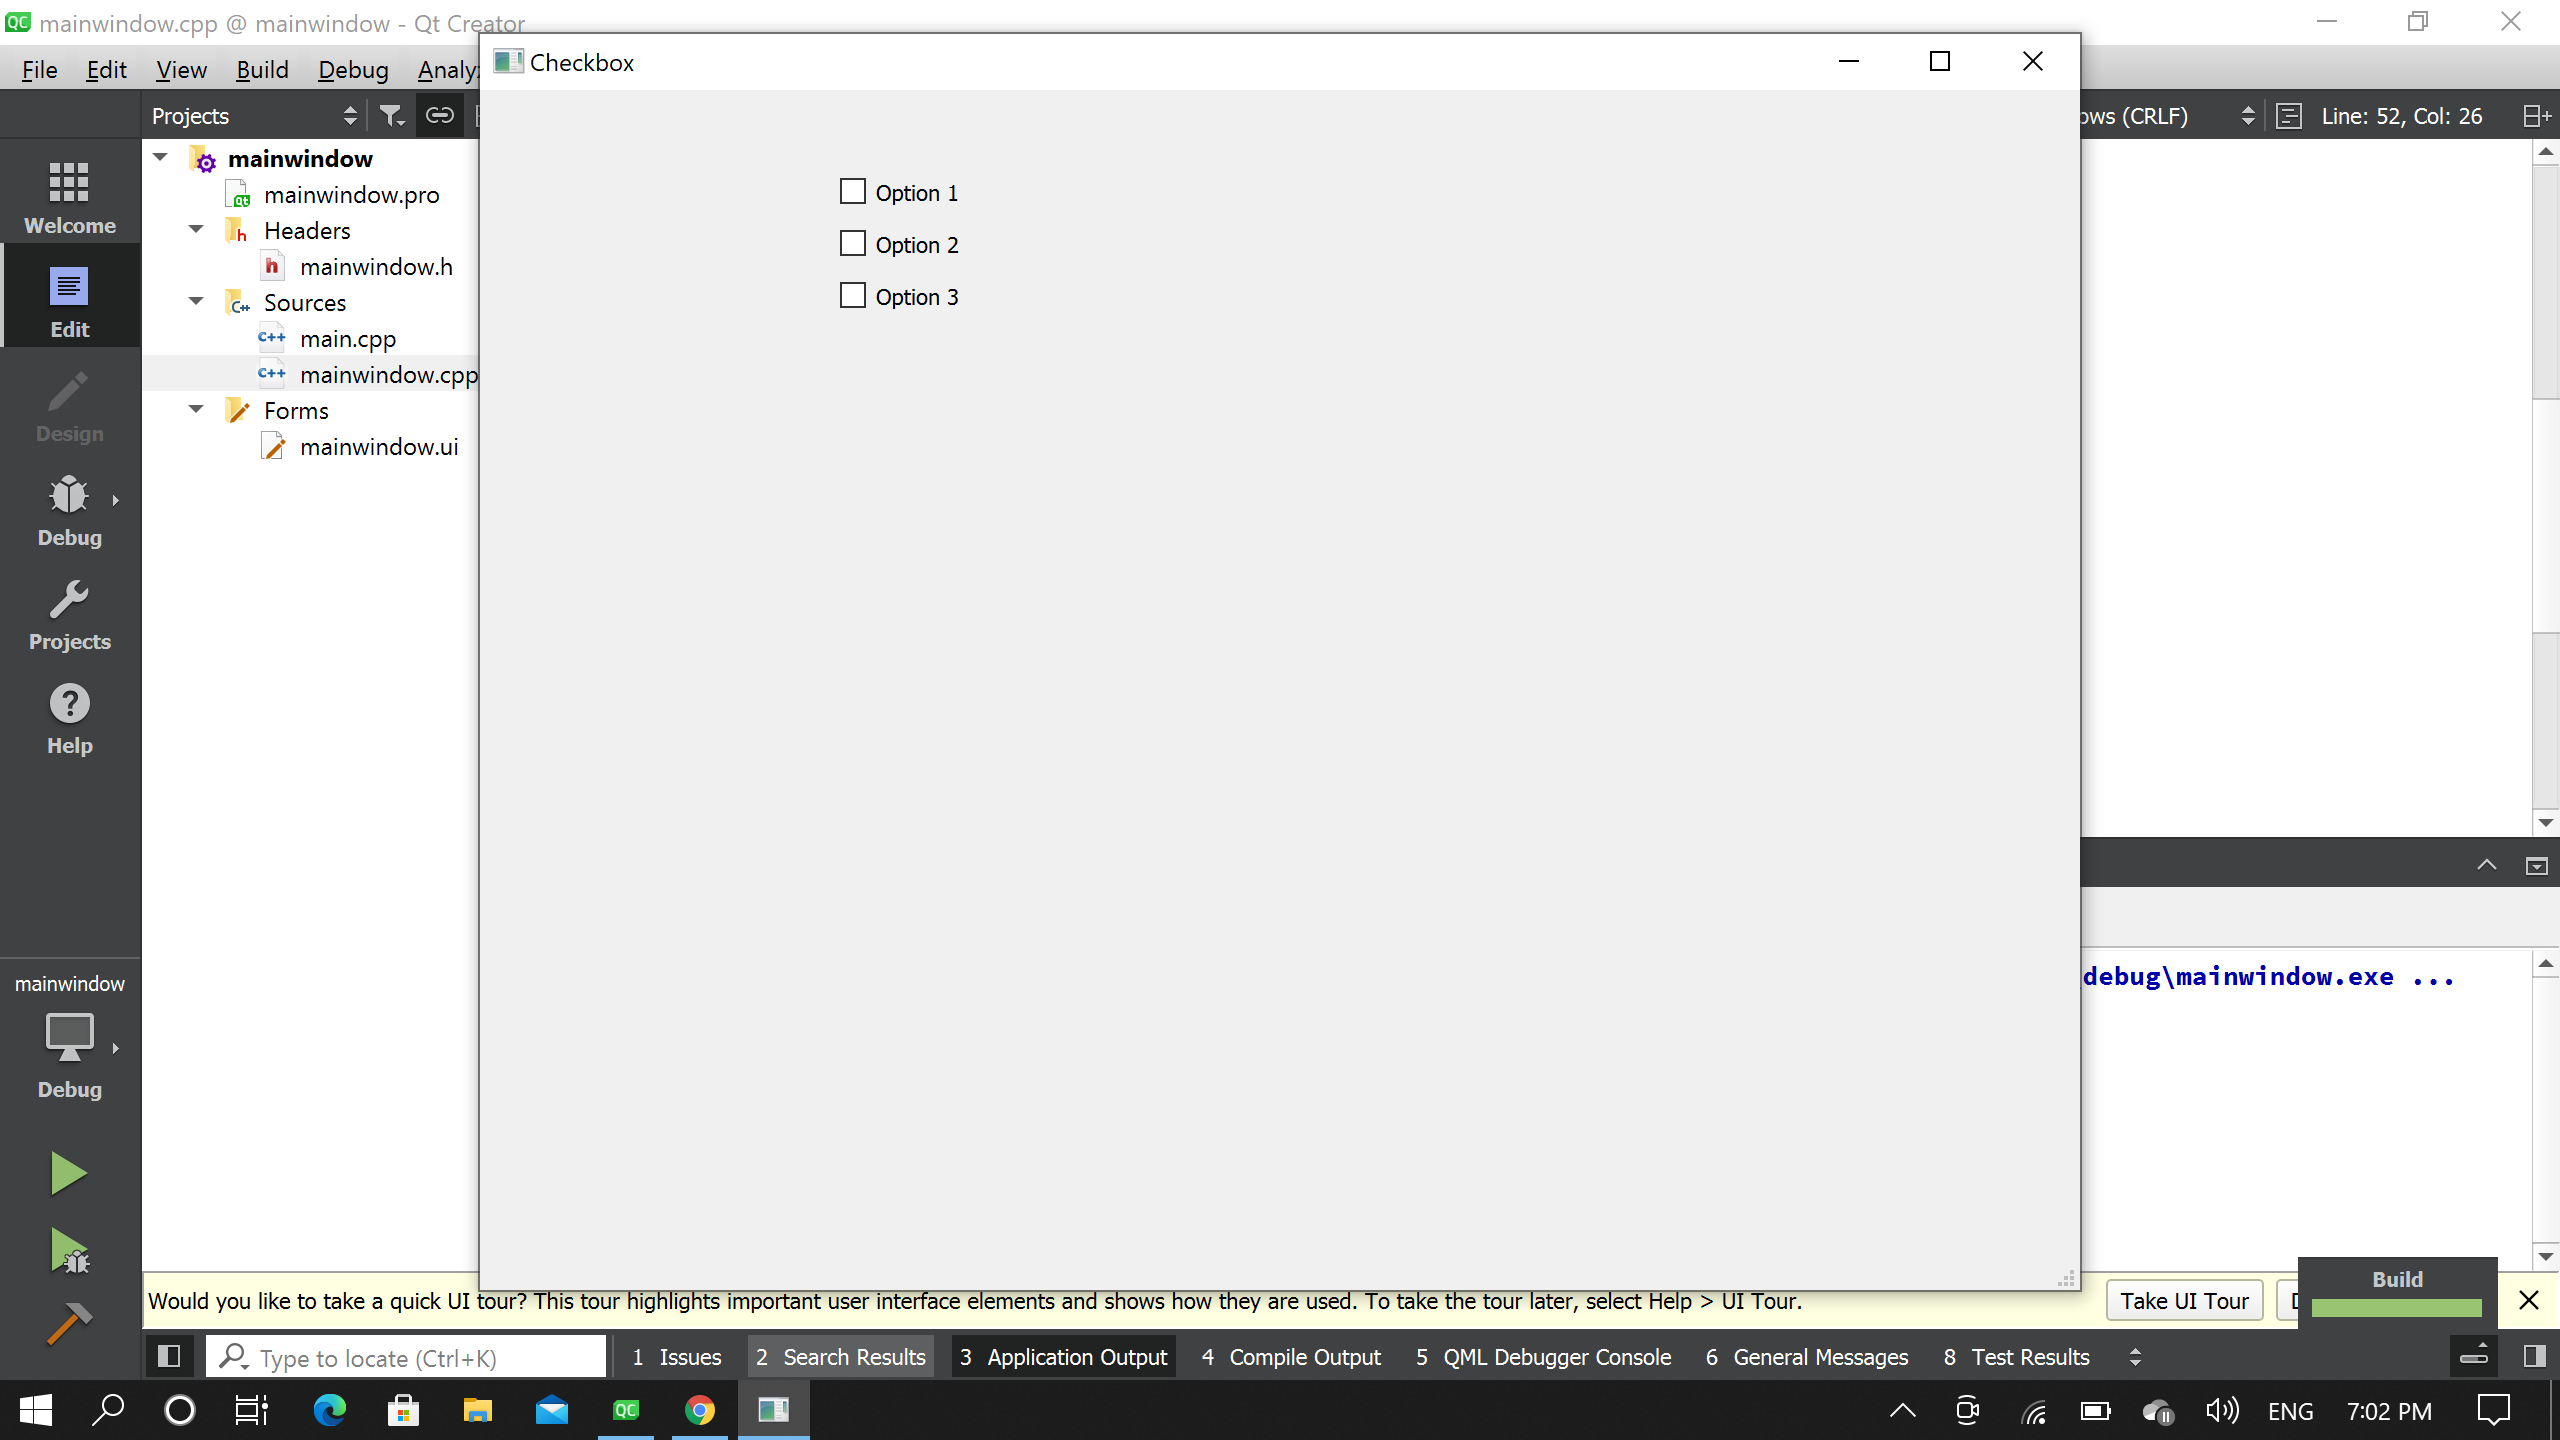 mainwindow.cpp @ mainwindow - Qt Creator
Checkbox
File Edit View Build Debug Analyz
Projects
ows (CRLF)
Line: 52, Col: 26
Welcome
Edit
Design
Debug
Projects
Help
mainwindow
mainwindow.pro
Headers
mainwindow.h
Sources
main.cpp
mainwindow.cpp
Forms
mainwindow.ui
Option 1
Option 2
Option 3
debug\mainwindow.exe ...
mainwindow
Debug
Would you like to take a quick UI tour? This tour highlights important user interface elements and shows how they are used. To take the tour later, select Help > UI Tour.
Take UI Tour
Build
Type to locate (Ctrl+K)
1 Issues
2 Search Results
3 Application Output
4 Compile Output
5 QML Debugger Console
6 General Messages
8 Test Results
ENG
7:02 PM